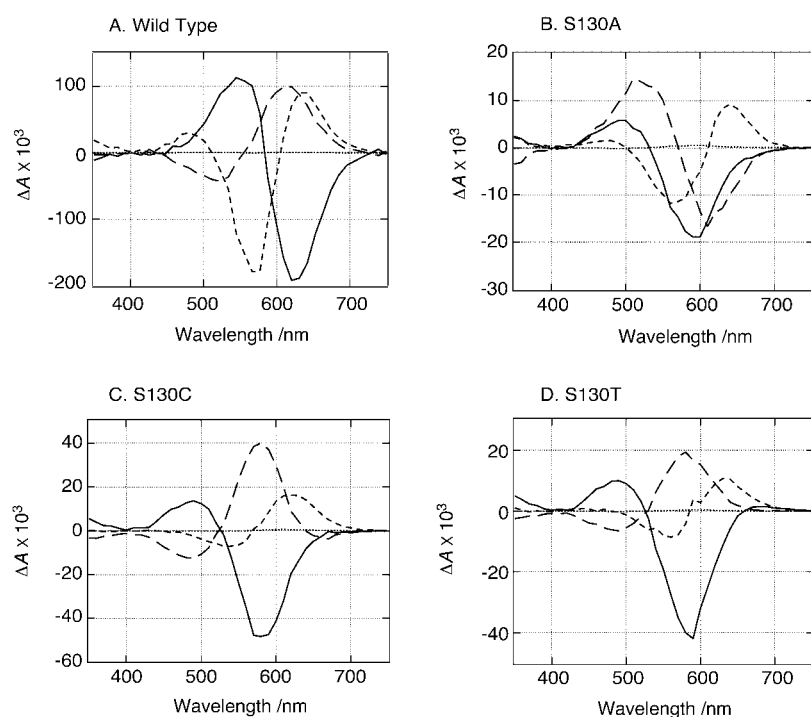 A. Wild Type
100
0
-100
-200
ΔA X 10³
400 500 600 700
Wavelength /nm
B. S130A
20
10
0
-10
-20
-30
ΔA X 10³
400 500 600 700
Wavelength /nm
C. S130C
40
20
0
-20
-40
-60
ΔA X 10³
400 500 600 700
Wavelength /nm
D. S130T
20
0
-20
-40
ΔA X 10³
400 500 600 700
Wavelength /nm